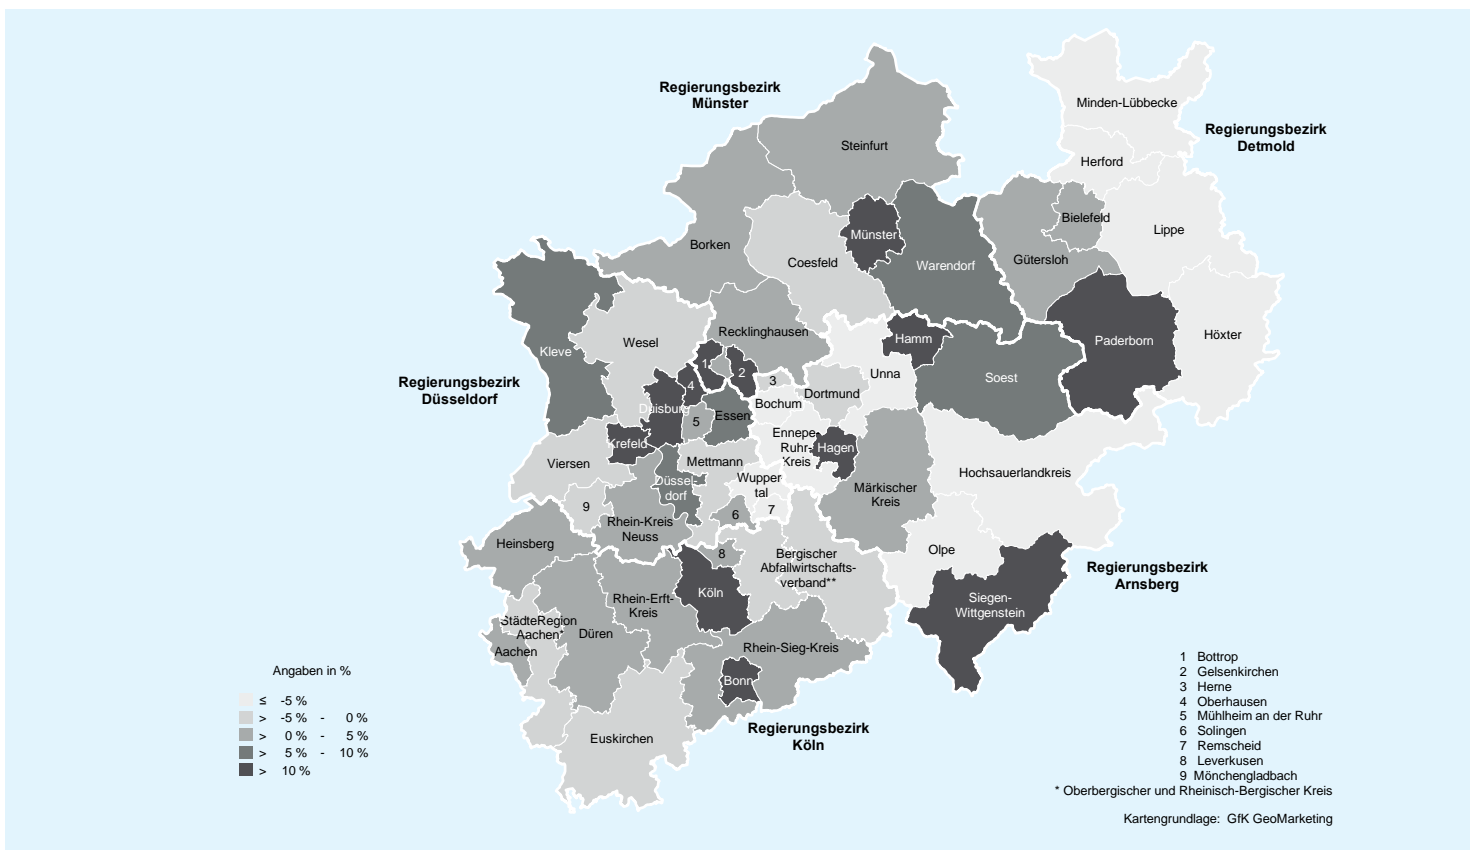 Regierungsbezirk
Münster
Minden-Lübbecke
Regierungsbezirk
Detmold
Steinfurt
Herford
Bielefeld
Lippe
Münster
Borken
Coesfeld
Warendorf
Gütersloh
Recklinghausen
Hamm
Paderborn
Höxter
Wesel
Kleve
1
2
Unna
Soest
Regierungsbezirk
Düsseldorf
3
4
Dortmund
Duisburg
Bochum
Essen
5
Krefeld
Ennepe-
Ruhr-
Kreis
Hagen
Viersen
Mettmann
Hochsauerlandkreis
Wupper
tal
Düssel-
dorf
Märkischer
Kreis
9
6
7
Rhein-Kreis
Neuss
Heinsberg
8
Bergischer
Abfallwirtschafts-
verband**
Olpe
Regierungsbezirk
Arnsberg
Köln
Rhein-Erft-
Kreis
Siegen-
Wittgenstein
StädteRegion
Aachen*
Düren
Aachen
Rhein-Sieg-Kreis
Bonn
Euskirchen
Regierungsbezirk
Köln
Angaben in %
≤ -5 %
> -5 % - 0 %
> 0 % - 5 %
> 5 % - 10 %
> 10 %
1 Bottrop
2 Gelsenkirchen
3 Herne
4 Oberhausen
5 Mühlheim an der Ruhr
6 Solingen
7 Remscheid
8 Leverkusen
9 Mönchengladbach
* Oberbergischer und Rheinisch-Bergischer Kreis
Kartengrundlage: GfK GeoMarketing